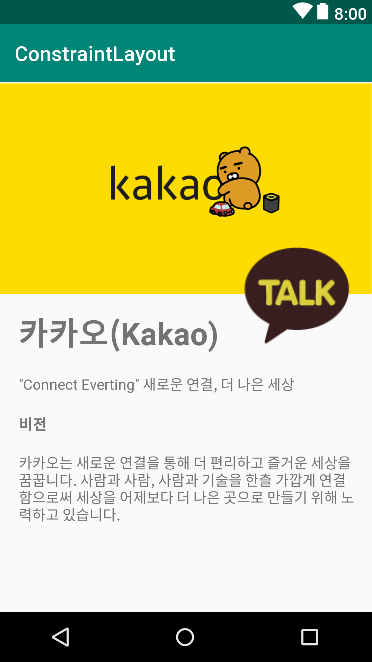 8:00
ConstraintLayout
kakao
TALK
카카오(Kakao)
"Connect Everting" 새로운 연결, 더 나은 세상
비전
카카오는 새로운 연결을 통해 더 편리하고 즐거운 세상을
꿈꿉니다. 사람과 사람, 사람과 기술을 한층 가깝게 연결
함으로써 세상을 어제보다 더 나은 곳으로 만들기 위해 노
력하고 있습니다.